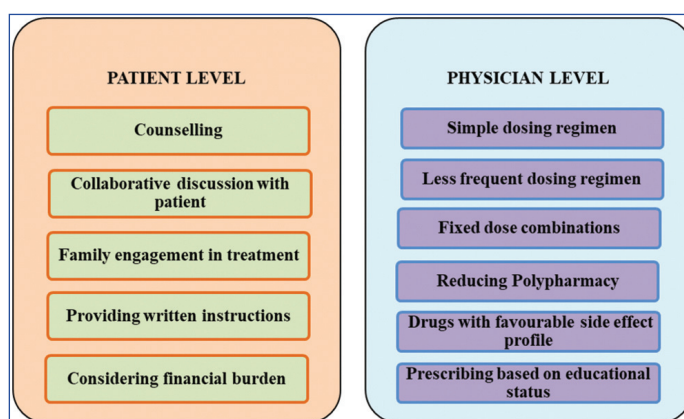 PATIENT LEVEL
Counselling
Collaborative discussion with
patient
Family engagement in treatment
Providing written instructions
Considering financial burden
PHYSICIAN LEVEL
Simple dosing regimen
Less frequent dosing regimen
Fixed dose combinations
Reducing Polypharmacy
Drugs with favourable side effect
profile
Prescribing based on educational
status